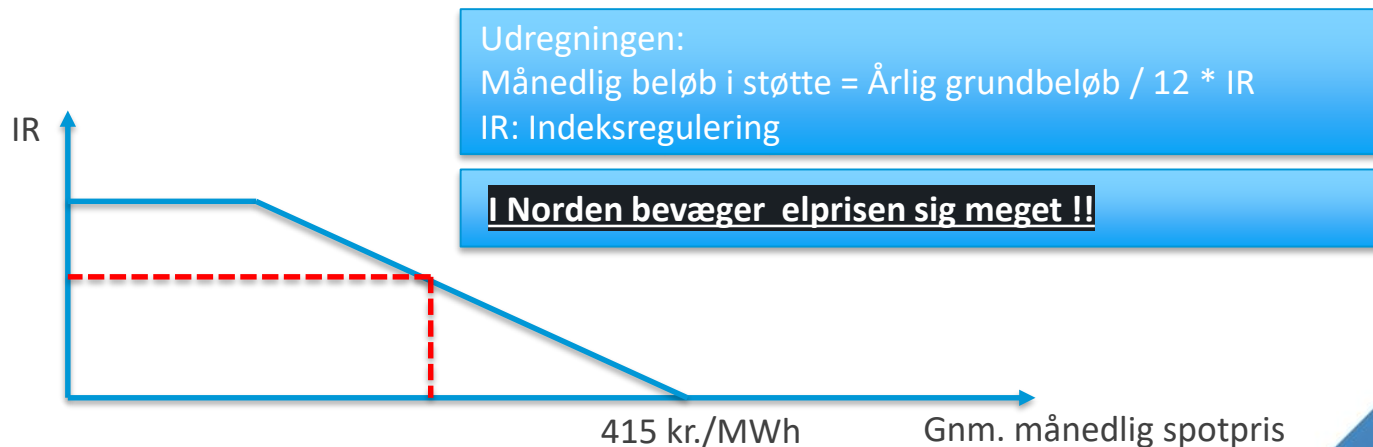 Udregningen:
Månedlig beløb i støtte = Årlig grundbeløb / 12 * IR
IR: Indeksregulering
IR
I Norden bevæger  elprisen sig meget !!
415 kr./MWh
Gnm. månedlig spotpris